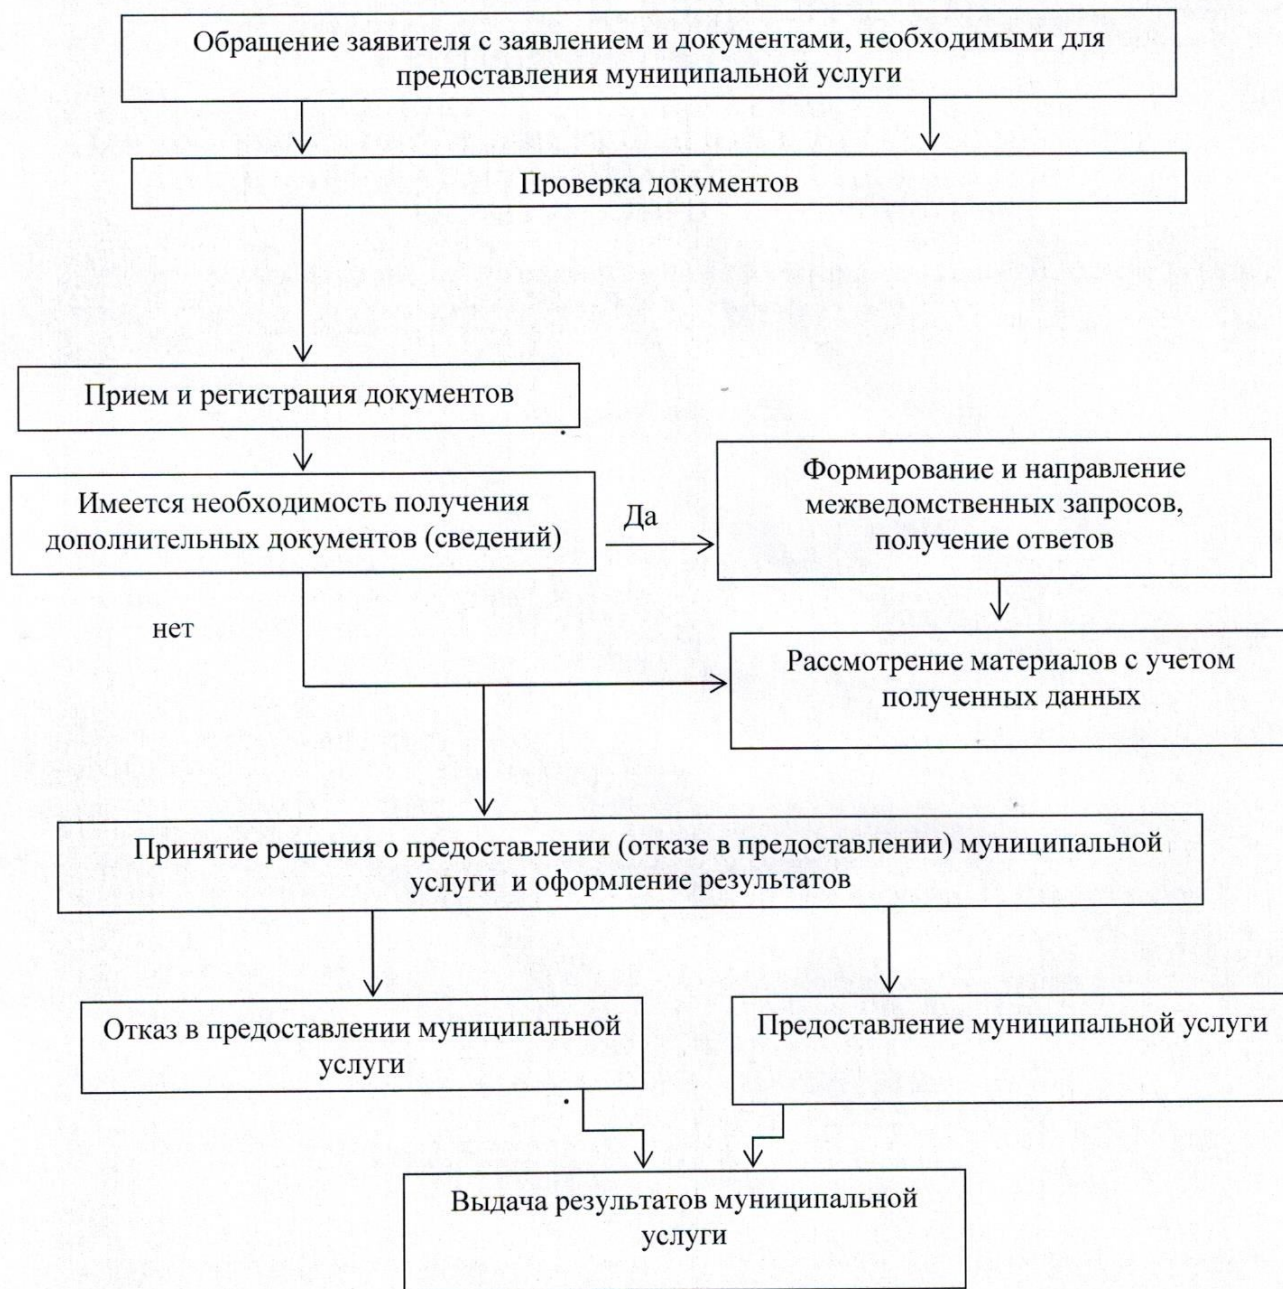 Обращение заявителя с заявлением и документами, необходимыми для
предоставления муниципальной услуги
Проверка документов
Прием и регистрация документов
Имеется необходимость получения
дополнительных документов (сведений)
Да
Формирование и направление
межведомственных запросов,
получение ответов
нет
Рассмотрение материалов с учетом
полученных данных
Принятие решения о предоставлении (отказе в предоставлении) муниципальной
услуги и оформление результатов
Отказ в предоставлении муниципальной
услуги
Предоставление муниципальной услуги
Выдача результатов муниципальной
услуги